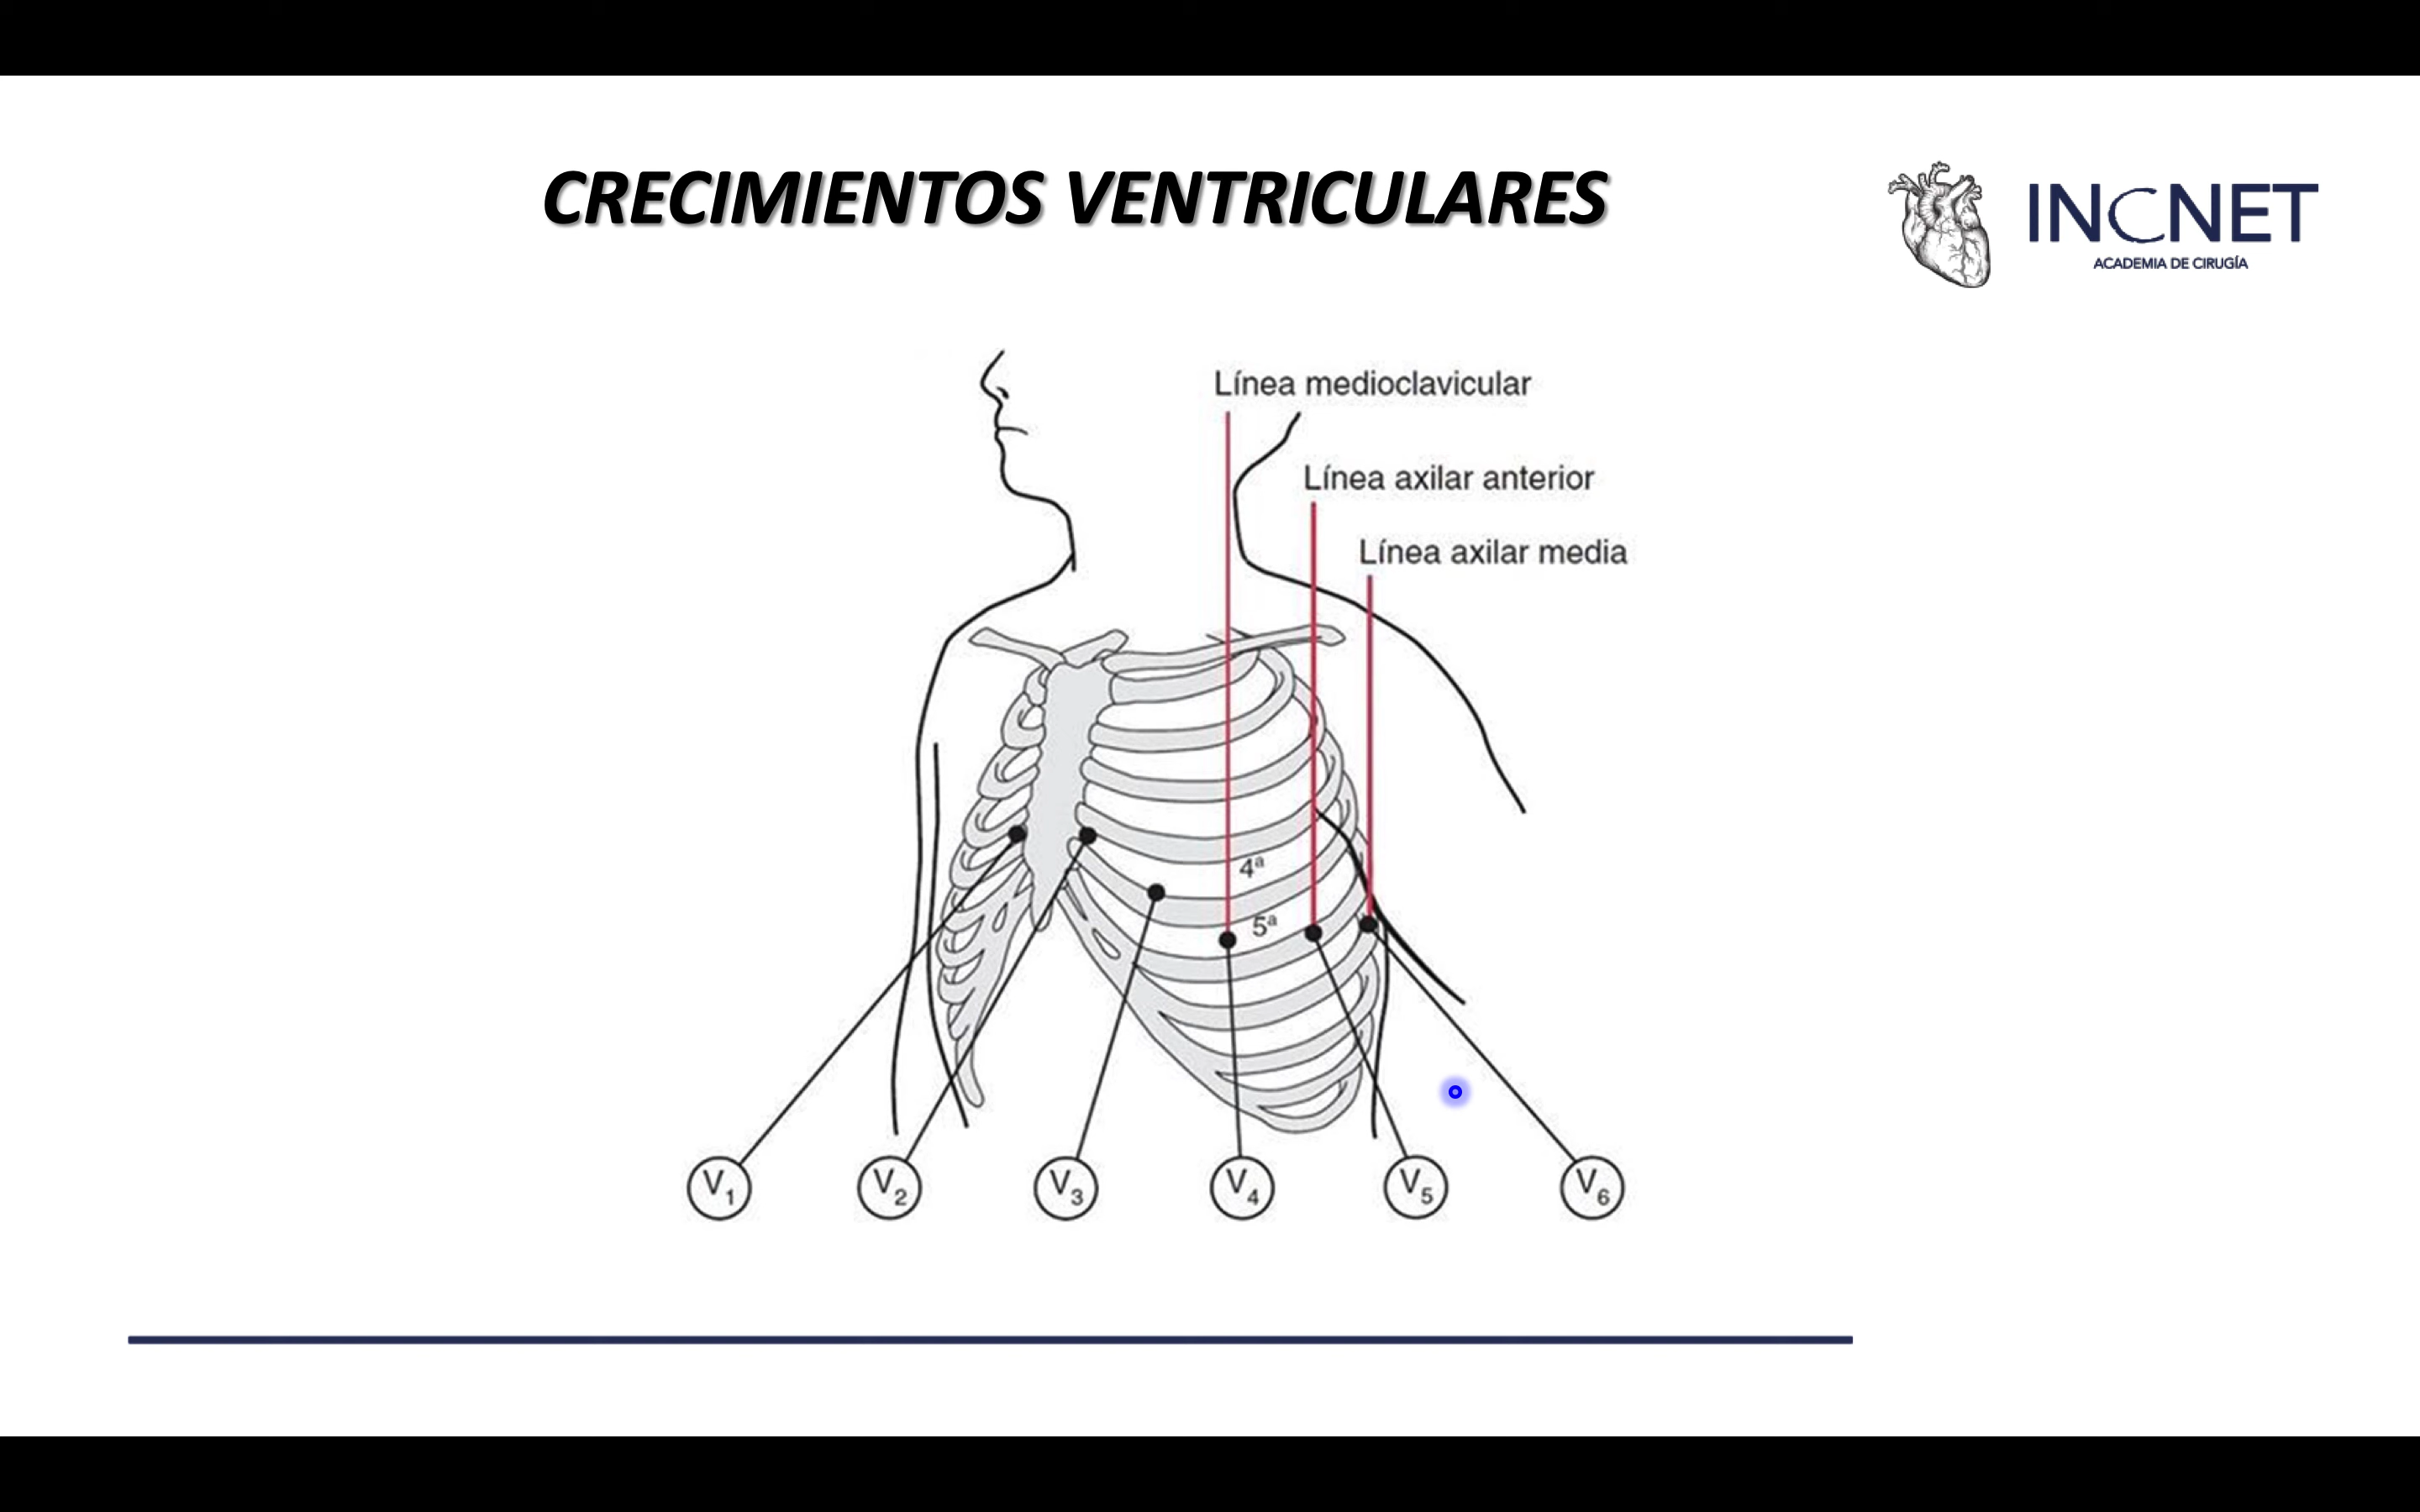 CRECIMIENTOS VENTRICULARES
INCNET
ACADEMIA DE CIRUGÍA
Línea medioclavicular
Línea axilar anterior
Línea axilar media
4ª
5ª
V1 V2 V3 V4 V5 V6